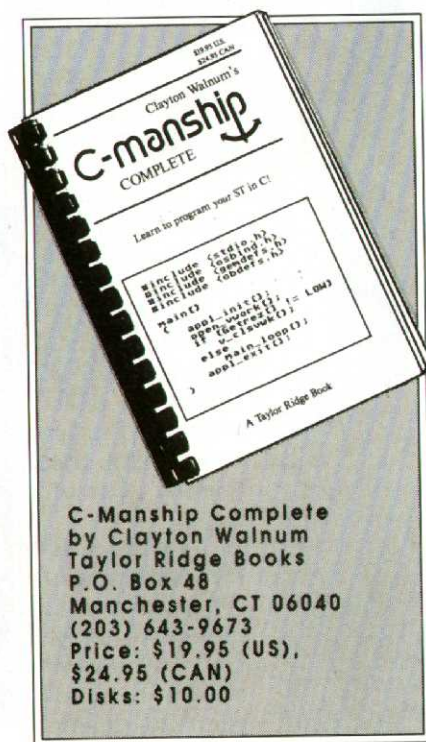 $19.95 U.S.
$24.95 CAN
Clayton Walnum's
C-manship
COMPLETE
Learn to program your ST in C!
#include <stdio.h>
#include <osbind.h>
#include <gemdefs.h>
#include <obdefs.h>
main()
{ appl_init();
open_vwork();
if (Getrez() != LOW)
v_clsvwk();
else
main_loop();
appl_exit();
}
A Taylor Ridge Book
C-Manship Complete
by Clayton Walnum
Taylor Ridge Books
P.O. Box 48
Manchester, CT 06040
(203) 643-9673
Price: $19.95 (US),
$24.95 (CAN)
Disks: $10.00